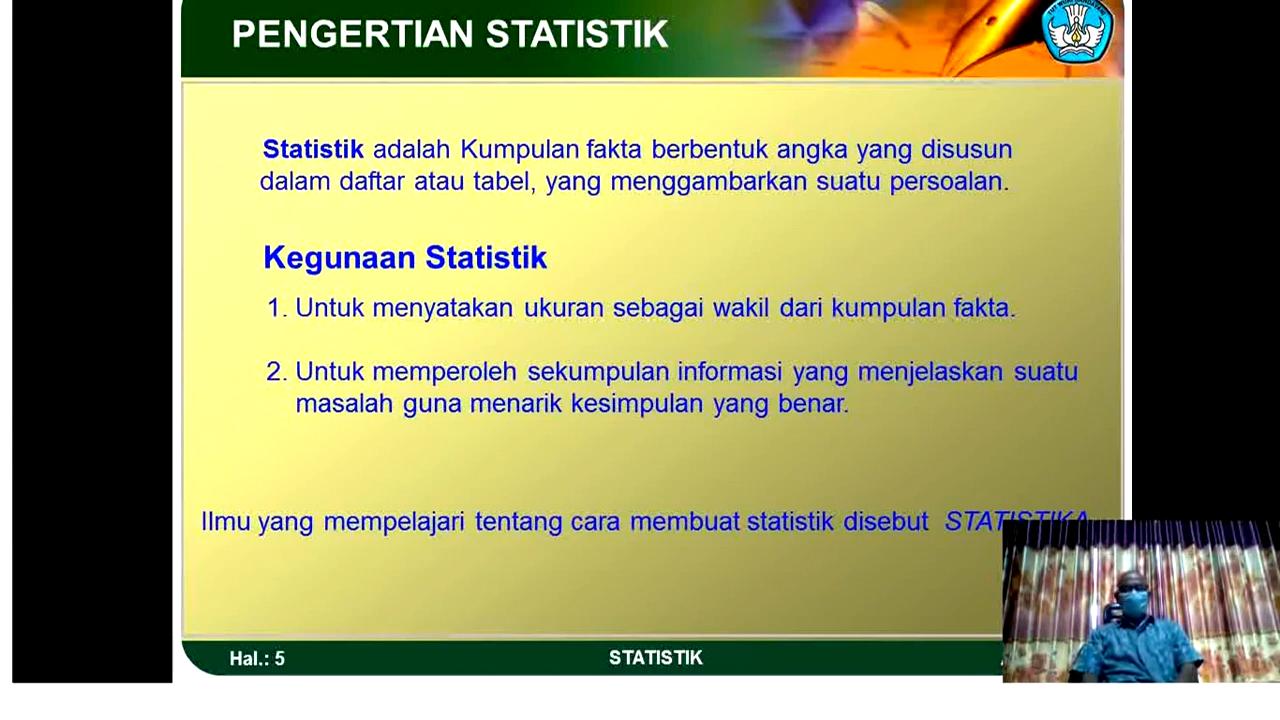 PENGERTIAN STATISTIK
Statistik adalah Kumpulan fakta berbentuk angka yang disusun
dalam daftar atau tabel, yang menggambarkan suatu persoalan.
Kegunaan Statistik
1. Untuk menyatakan ukuran sebagai wakil dari kumpulan fakta.
2. Untuk memperoleh sekumpulan informasi yang menjelaskan suatu
masalah guna menarik kesimpulan yang benar.
Ilmu yang mempelajari tentang cara membuat statistik disebut STATISTIKA
Hal.: 5
STATISTIK